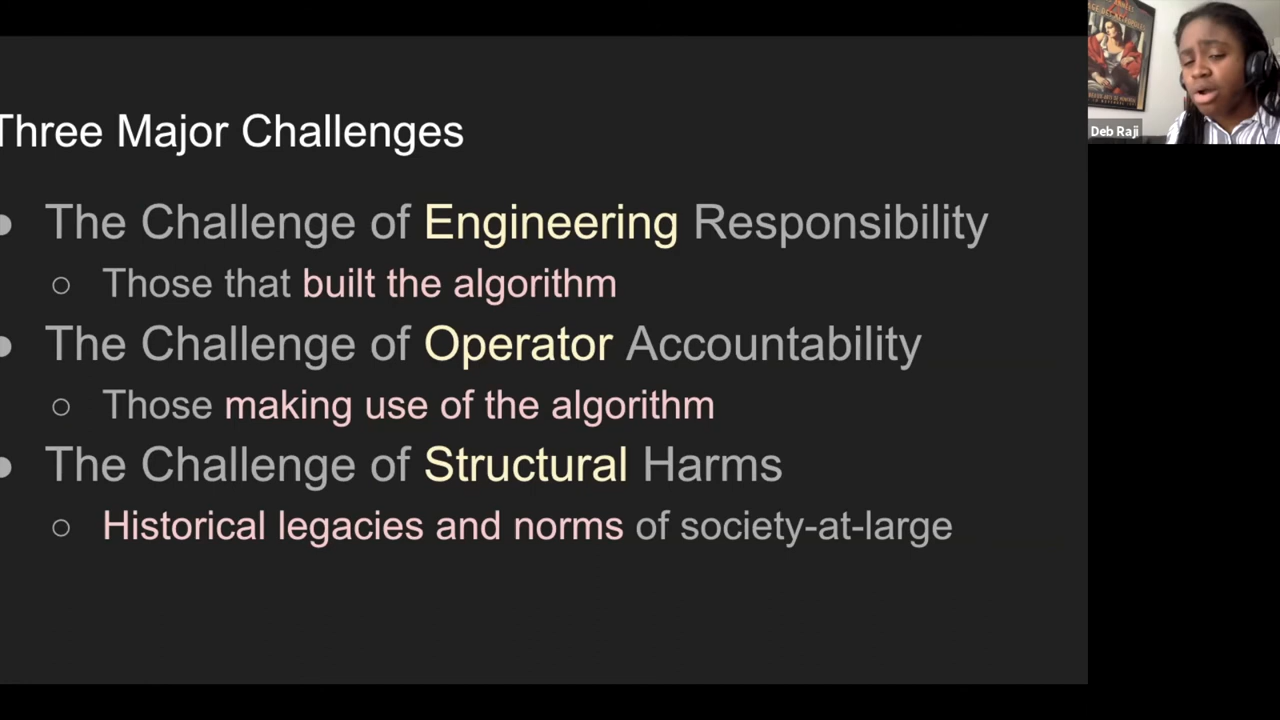 Three Major Challenges
● The Challenge of Engineering Responsibility
○ Those that built the algorithm
● The Challenge of Operator Accountability
○ Those making use of the algorithm
● The Challenge of Structural Harms
○ Historical legacies and norms of society-at-large
Deb Raji